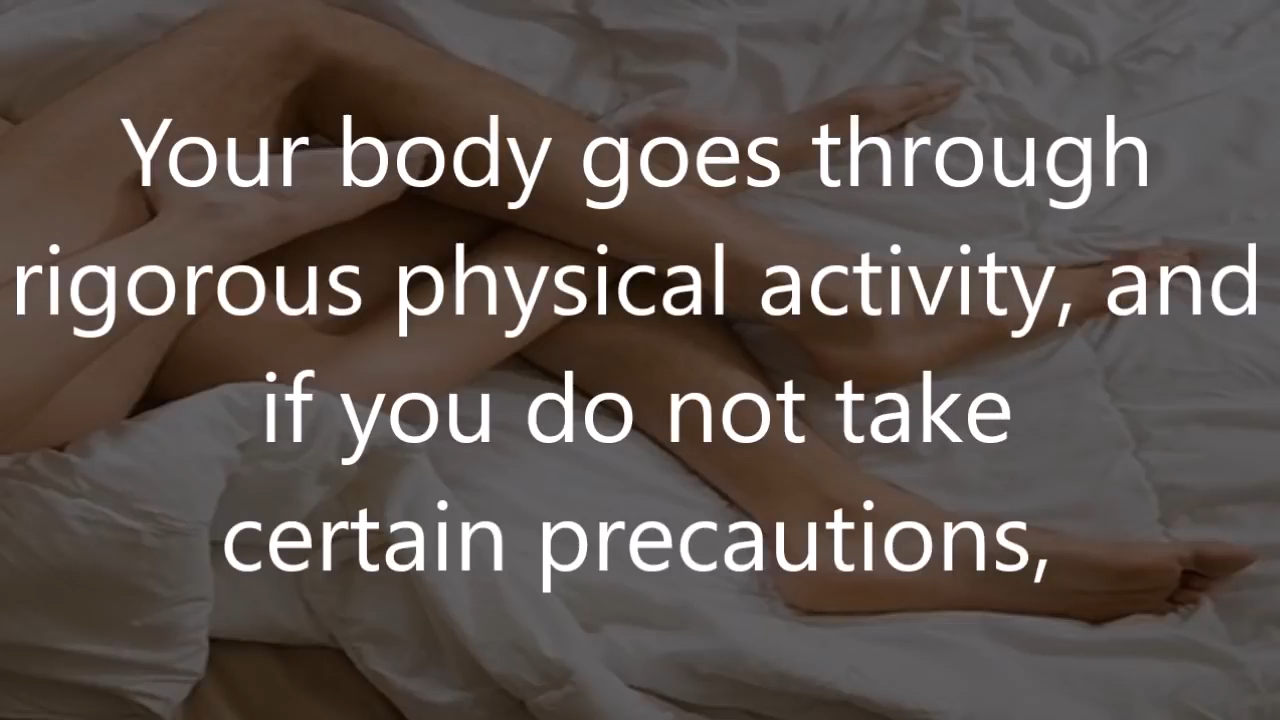 Your body goes through
rigorous physical activity, and
if you do not take
certain precautions,